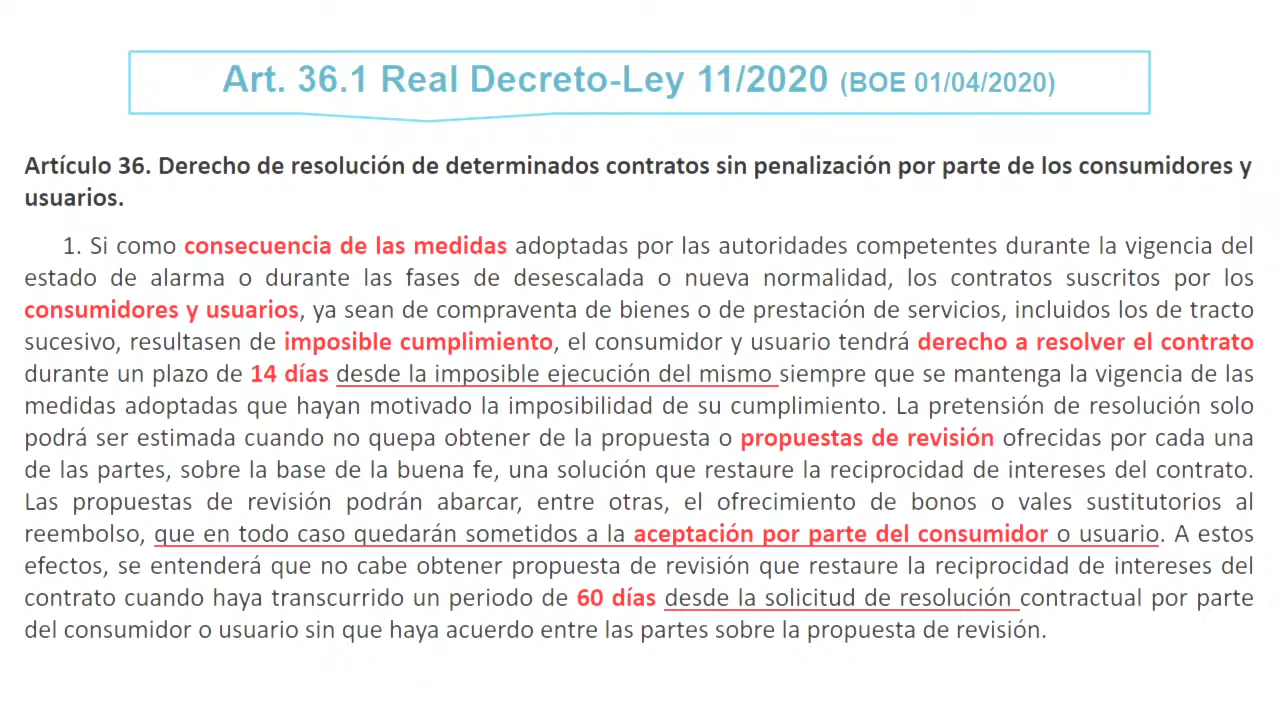 Art. 36.1 Real Decreto-Ley 11/2020 (BOE 01/04/2020)
Artículo 36. Derecho de resolución de determinados contratos sin penalización por parte de los consumidores y
usuarios.
1. Si como consecuencia de las medidas adoptadas por las autoridades competentes durante la vigencia del
estado de alarma o durante las fases de desescalada o nueva normalidad, los contratos suscritos por los
consumidores y usuarios, ya sean de compraventa de bienes o de prestación de servicios, incluidos los de tracto
sucesivo, resultasen de imposible cumplimiento, el consumidor y usuario tendrá derecho a resolver el contrato
durante un plazo de 14 días desde la imposible ejecución del mismo siempre que se mantenga la vigencia de las
medidas adoptadas que hayan motivado la imposibilidad de su cumplimiento. La pretensión de resolución solo
podrá ser estimada cuando no quepa obtener de la propuesta o propuestas de revisión ofrecidas por cada una
de las partes, sobre la base de la buena fe, una solución que restaure la reciprocidad de intereses del contrato.
Las propuestas de revisión podrán abarcar, entre otras, el ofrecimiento de bonos o vales sustitutorios al
reembolso, que en todo caso quedarán sometidos a la aceptación por parte del consumidor o usuario. A estos
efectos, se entenderá que no cabe obtener propuesta de revisión que restaure la reciprocidad de intereses del
contrato cuando haya transcurrido un periodo de 60 días desde la solicitud de resolución contractual por parte
del consumidor o usuario sin que haya acuerdo entre las partes sobre la propuesta de revisión.